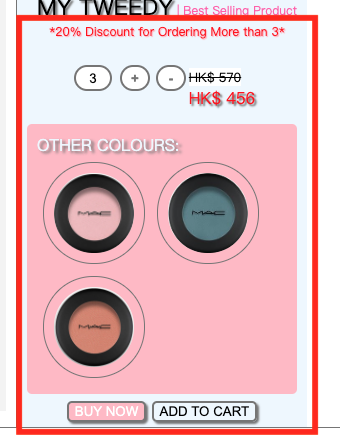 MY TWEEDY | Best Selling Product
*20% Discount for Ordering More than 3*
3 + - HK$ 570
HK$ 456
OTHER COLOURS:
MAC MAC
MAC
BUY NOW ADD TO CART